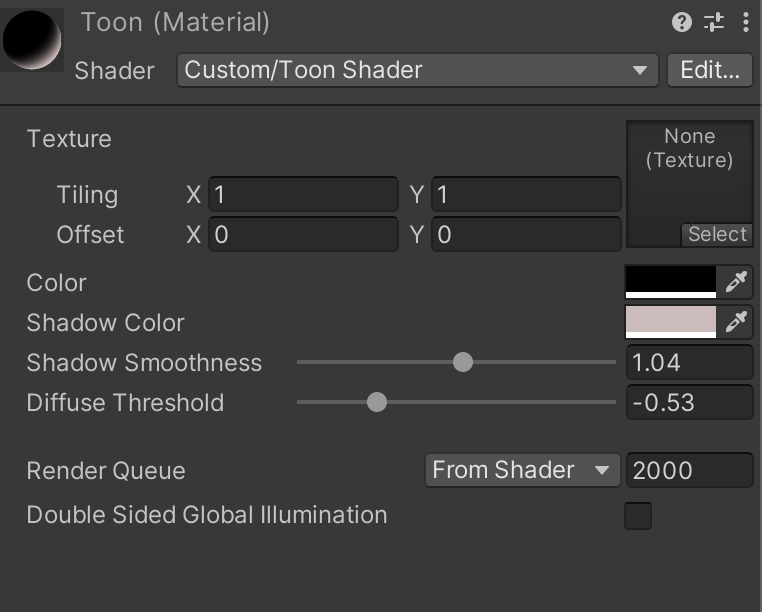 Toon (Material)
Shader Custom/Toon Shader Edit...
Texture
None
(Texture)
Tiling X 1 Y 1
Offset X 0 Y 0
Select
Color
Shadow Color
Shadow Smoothness 1.04
Diffuse Threshold -0.53
Render Queue From Shader 2000
Double Sided Global Illumination